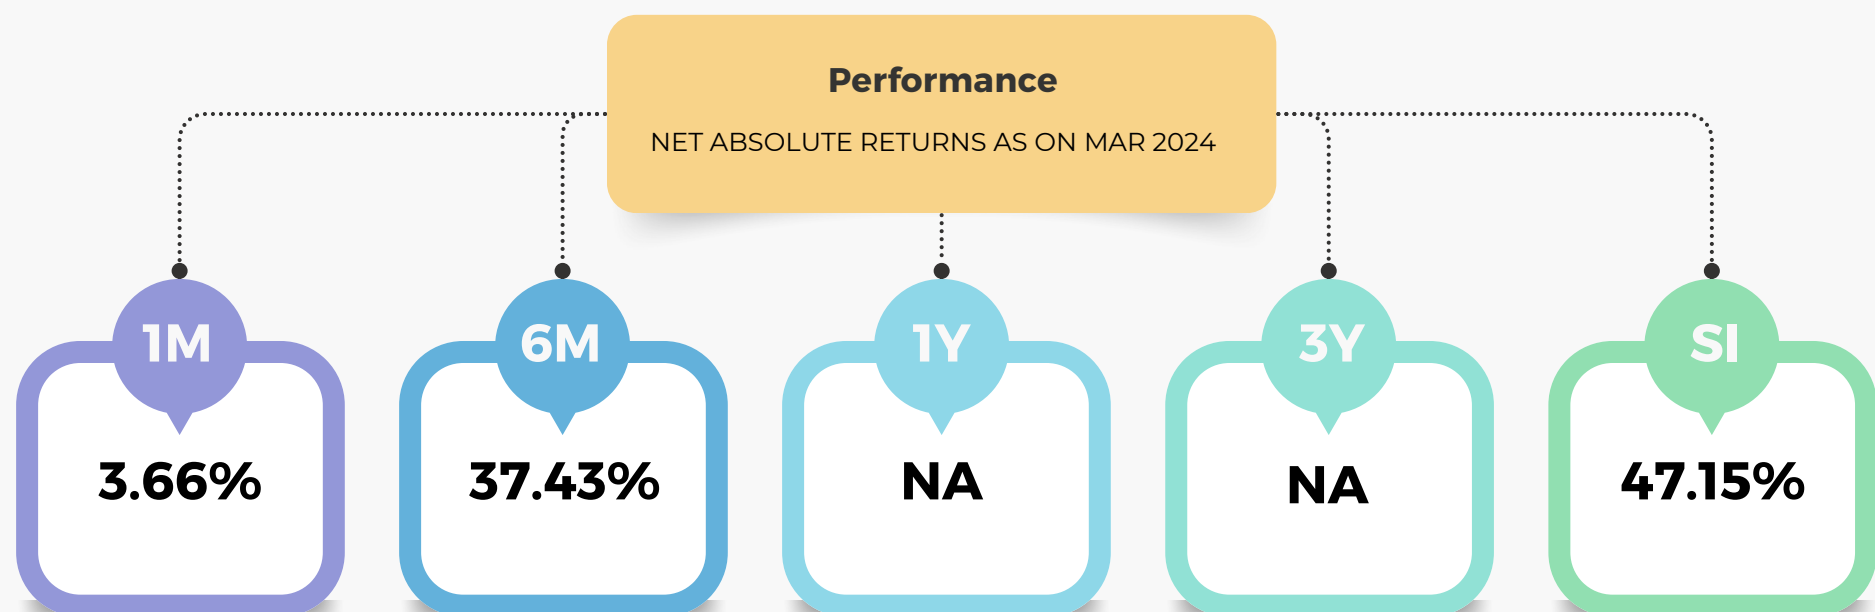 Performance
NET ABSOLUTE RETURNS AS ON MAR 2024
1M
6M
1Y
3Y
SI
3.66%
37.43%
NA
NA
47.15%